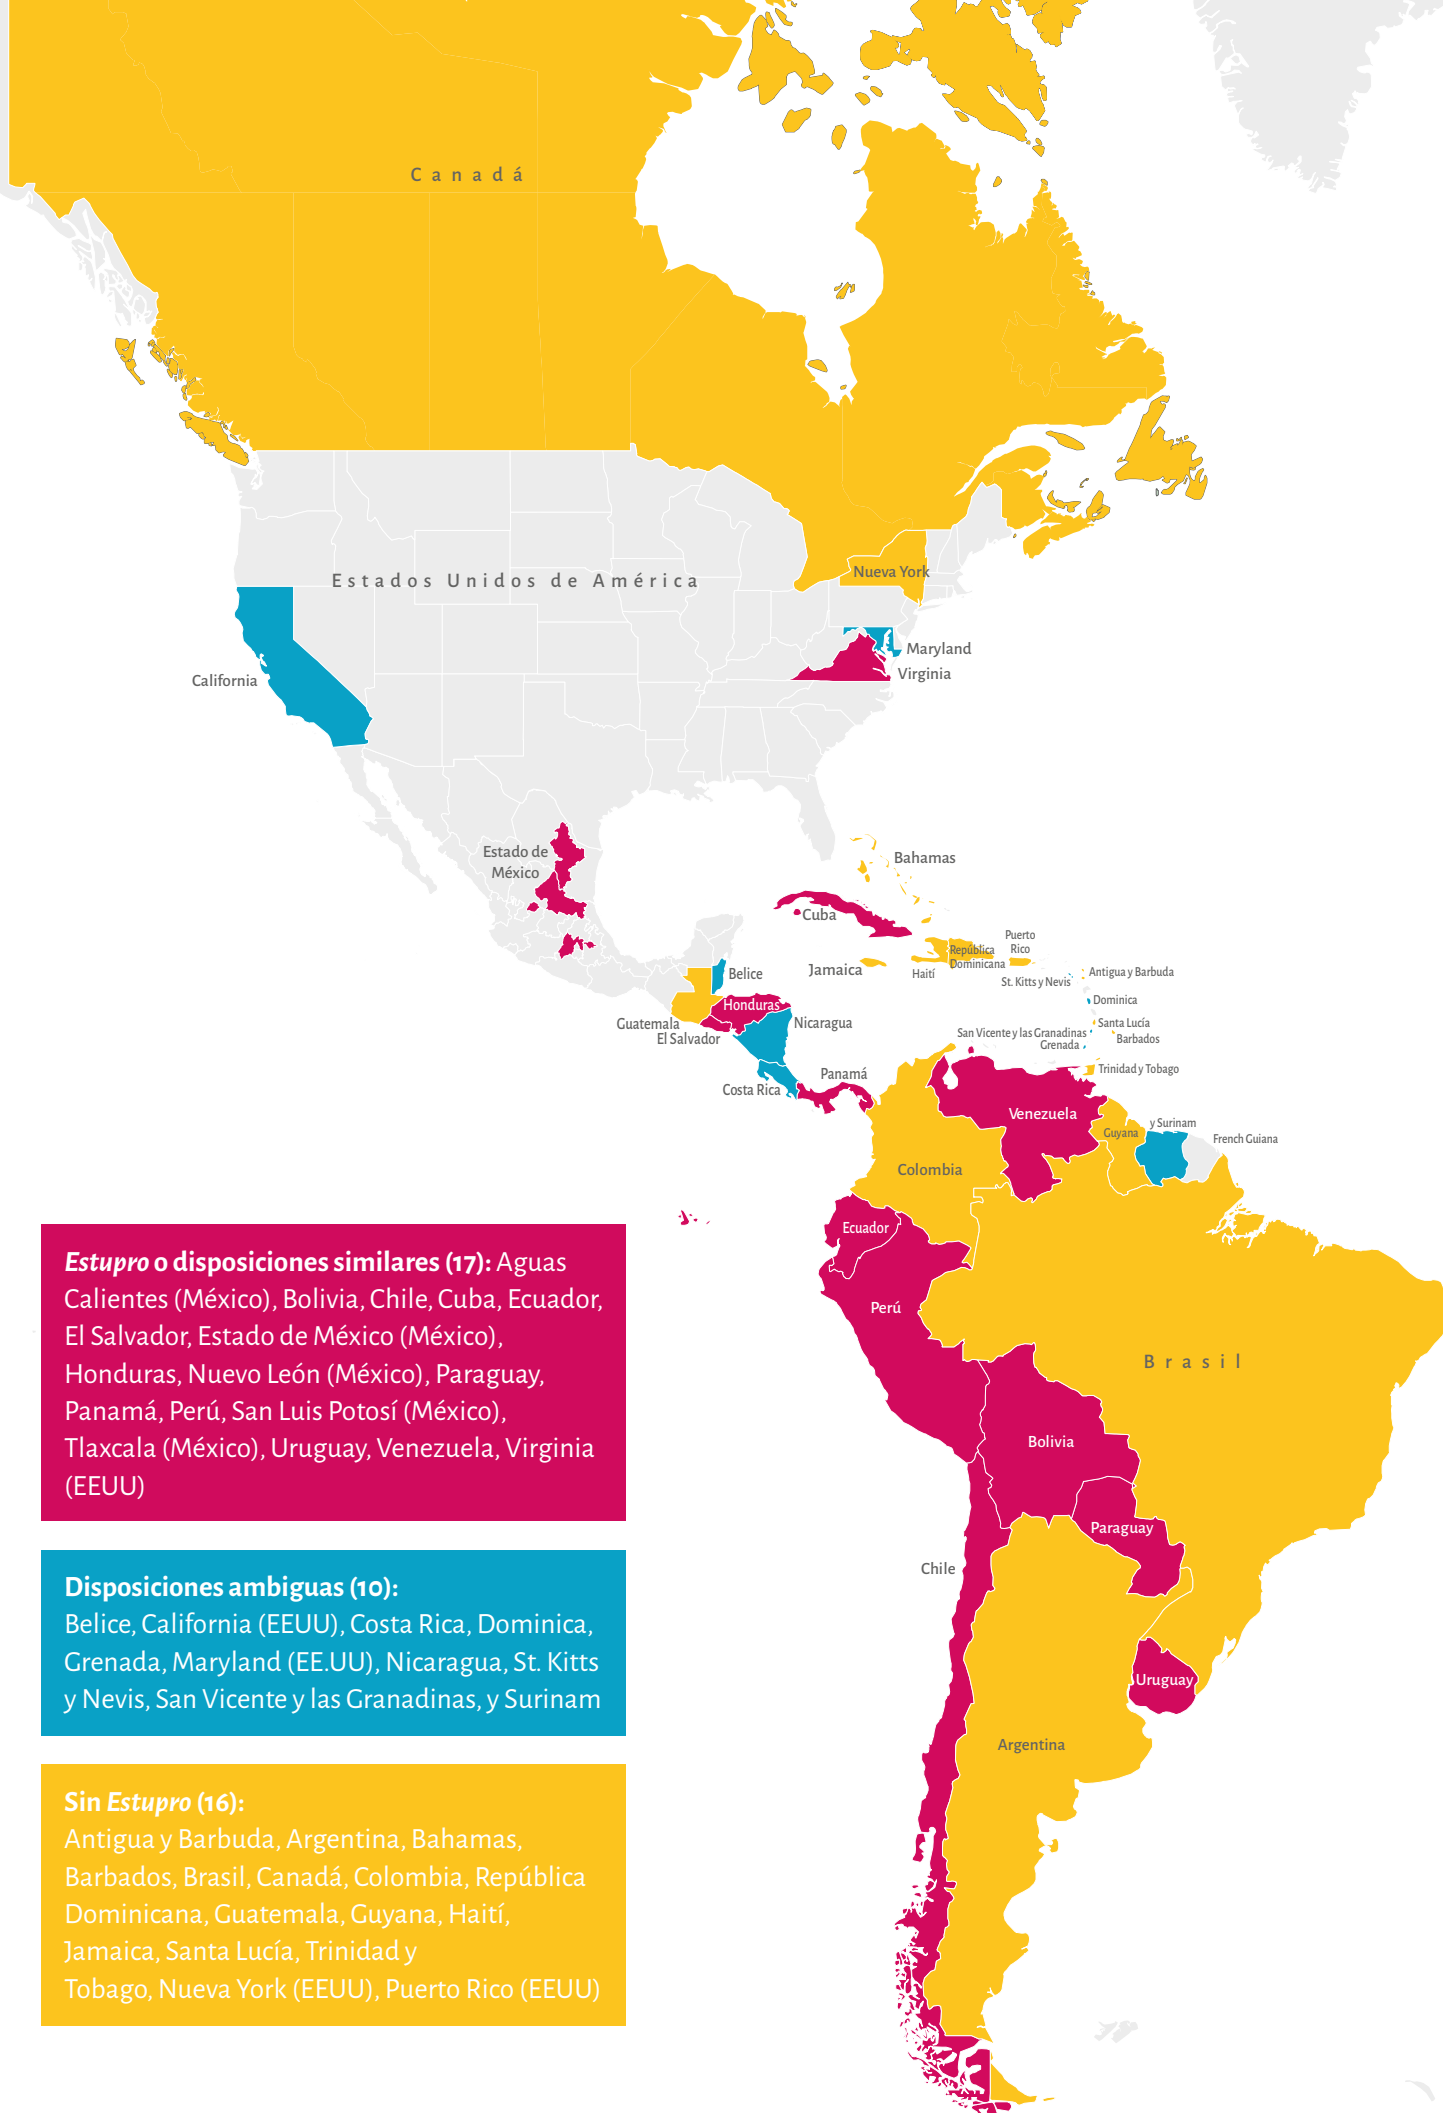 Canadá
Nueva York
Estados Unidos de América
Maryland
Virginia
California
Estado de
México
Bahamas
Cuba
Puerto
Rico
República
Dominicana
Jamaica
Haití
Belice
St. Kitts y Nevis
Antigua y Barbuda
Dominica
Honduras
Guatemala
Nicaragua
Santa Lucía
El Salvador
San Vicente y las Granadinas
Barbados
Grenada
Trinidad y Tobago
Panamá
Costa Rica
Venezuela
y Surinam
Guyana
French Guiana
Colombia
Ecuador
Perú
Brasil
Bolivia
Paraguay
Chile
Uruguay
Argentina
Estupro o disposiciones similares (17): Aguas
Calientes (México), Bolivia, Chile, Cuba, Ecuador,
El Salvador, Estado de México (México),
Honduras, Nuevo León (México), Paraguay,
Panamá, Perú, San Luis Potosí (México),
Tlaxcala (México), Uruguay, Venezuela, Virginia
(EEUU)
Disposiciones ambiguas (10):
Belice, California (EEUU), Costa Rica, Dominica,
Grenada, Maryland (EE.UU), Nicaragua, St. Kitts
y Nevis, San Vicente y las Granadinas, y Surinam
Sin Estupro (16):
Antigua y Barbuda, Argentina, Bahamas,
Barbados, Brasil, Canadá, Colombia, República
Dominicana, Guatemala, Guyana, Haití,
Jamaica, Santa Lucía, Trinidad y
Tobago, Nueva York (EEUU), Puerto Rico (EEUU)